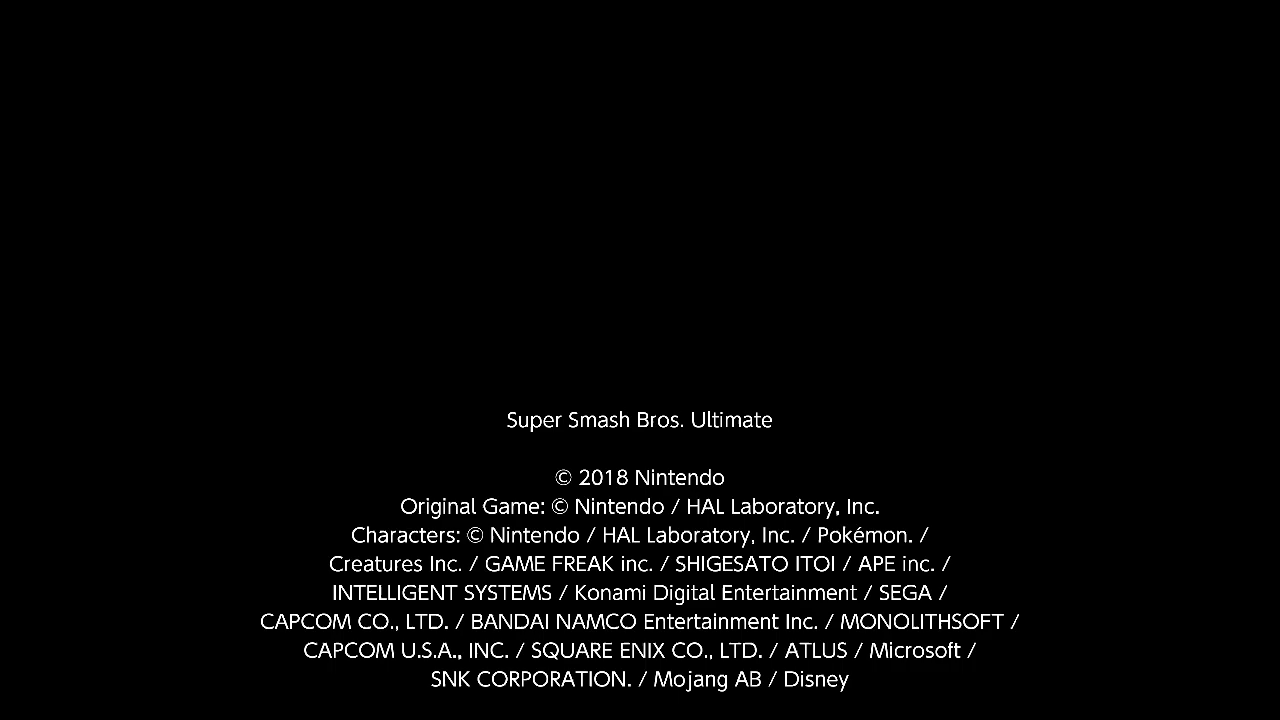 Super Smash Bros. Ultimate
© 2018 Nintendo
Original Game: © Nintendo / HAL Laboratory, Inc.
Characters: © Nintendo / HAL Laboratory, Inc. / Pokémon. /
Creatures Inc. / GAME FREAK inc. / SHIGESATO ITOI / APE inc. /
INTELLIGENT SYSTEMS / Konami Digital Entertainment / SEGA /
CAPCOM CO., LTD. / BANDAI NAMCO Entertainment Inc. / MONOLITHSOFT /
CAPCOM U.S.A., INC. / SQUARE ENIX CO., LTD. / ATLUS / Microsoft /
SNK CORPORATION. / Mojang AB / Disney